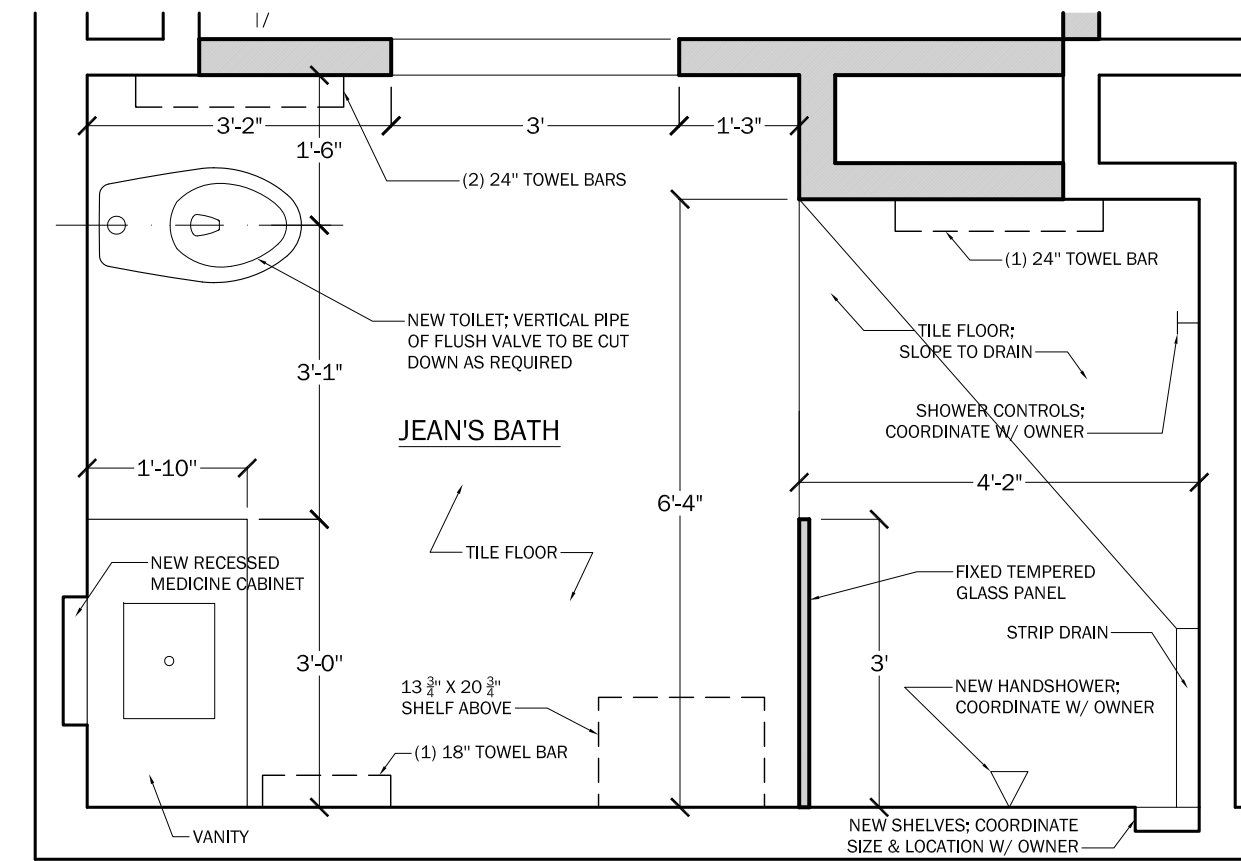 3'-2"
3'
1'-3"
1'-6"
(2) 24" TOWEL BARS
(1) 24" TOWEL BAR
NEW TOILET; VERTICAL PIPE
OF FLUSH VALVE TO BE CUT
DOWN AS REQUIRED
TILE FLOOR;
SLOPE TO DRAIN
3'-1"
SHOWER CONTROLS;
COORDINATE W/ OWNER
JEAN'S BATH
1'-10"
4'-2"
6'-4"
TILE FLOOR
NEW RECESSED
MEDICINE CABINET
FIXED TEMPERED
GLASS PANEL
STRIP DRAIN
3'-0"
3'
13 3/4" X 20 3/4"
SHELF ABOVE
NEW HANDSHOWER;
COORDINATE W/ OWNER
(1) 18" TOWEL BAR
VANITY
NEW SHELVES; COORDINATE
SIZE & LOCATION W/ OWNER